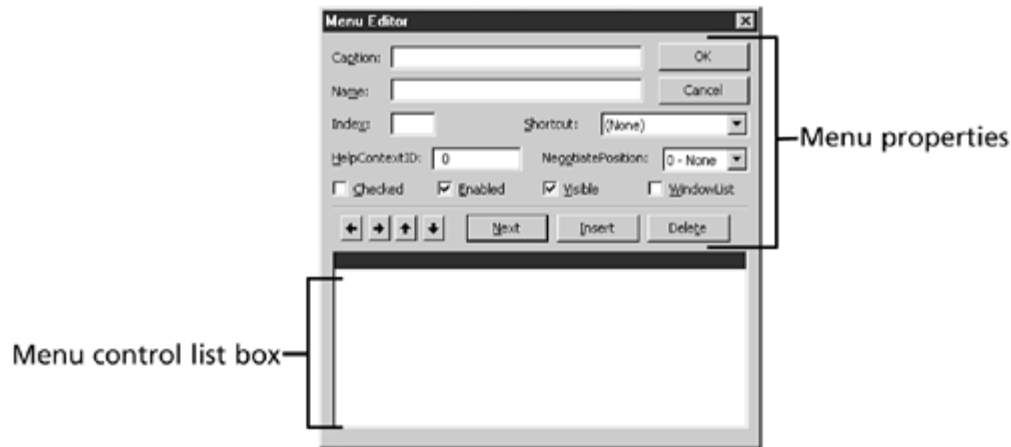 Menu Editor
Caption:
OK
Name:
Cancel
Index:
Shortcut:
(None)
HelpContextID:
0
NegotiatePosition:
0 - None
Checked
Enabled
Visible
WindowList
Next
Insert
Delete
Menu properties
Menu control list box